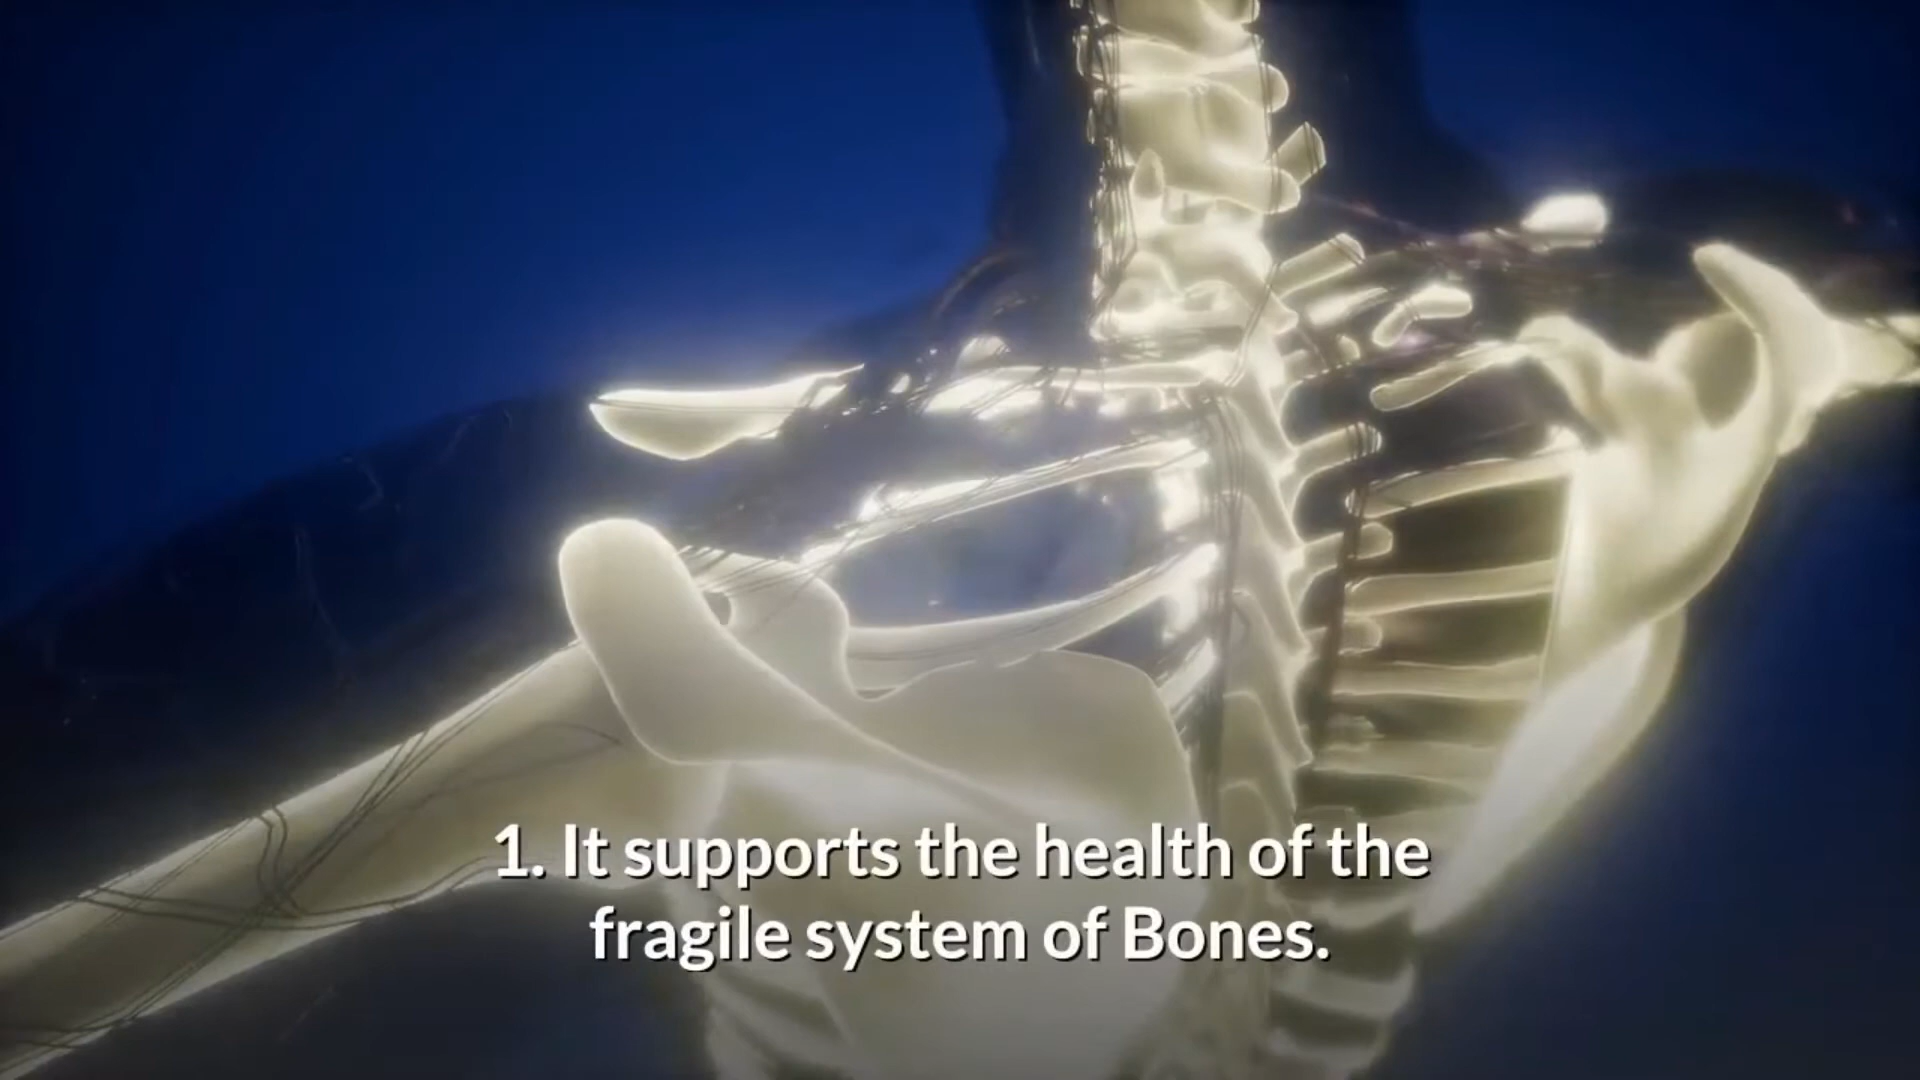 1. It supports the health of the
fragile system of Bones.